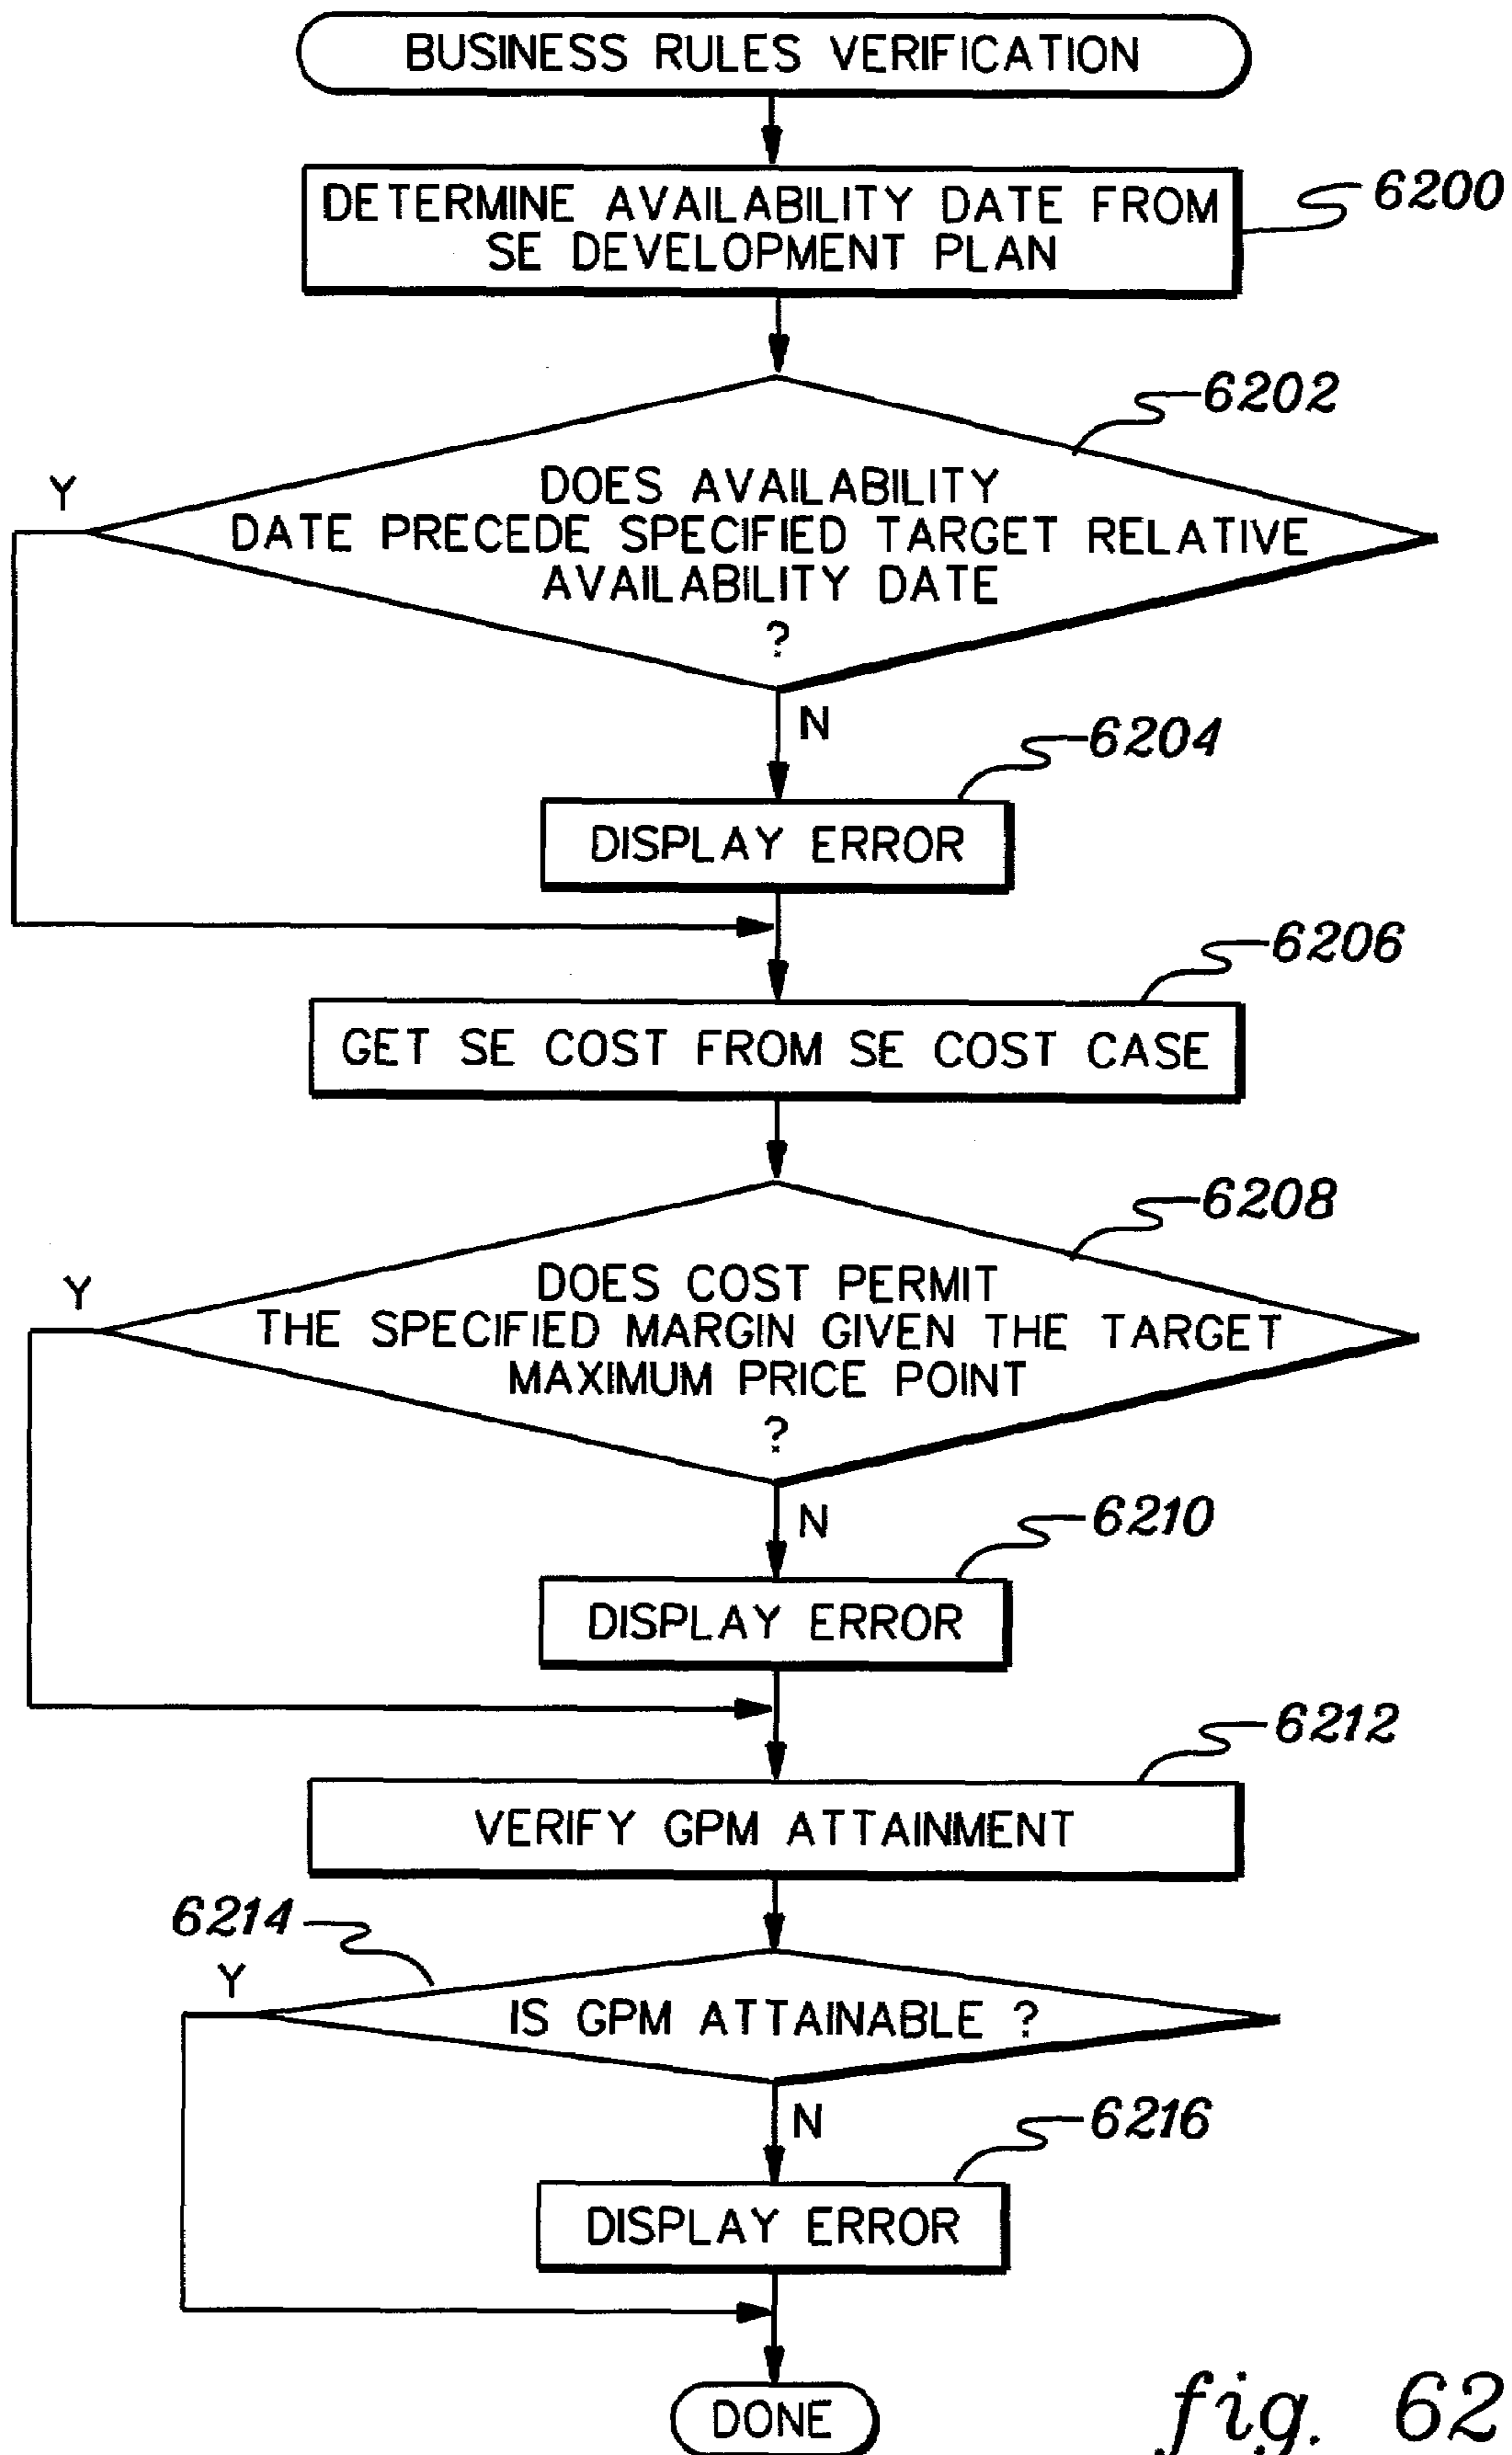 BUSINESS RULES VERIFICATION
DETERMINE AVAILABILITY DATE FROM
SE DEVELOPMENT PLAN
6200
6202
DOES AVAILABILITY
DATE PRECEDE SPECIFIED TARGET RELATIVE
AVAILABILITY DATE
?
Y
N
6204
DISPLAY ERROR
6206
GET SE COST FROM SE COST CASE
6208
DOES COST PERMIT
THE SPECIFIED MARGIN GIVEN THE TARGET
MAXIMUM PRICE POINT
?
Y
N
6210
DISPLAY ERROR
6212
VERIFY GPM ATTAINMENT
6214
Y
IS GPM ATTAINABLE ?
N
6216
DISPLAY ERROR
DONE
fig. 62